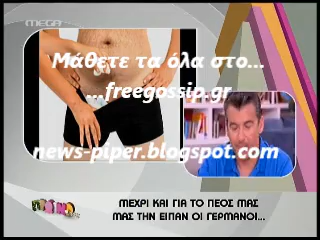 MEGA
Μάθετε τα όλα στο...
...freegossip.gr
news-piper.blogspot.com
ΠΡΩΙΝΟ
ΜΕΧΡΙ ΚΑΙ ΓΙΑ ΤΟ ΠΕΟΣ ΜΑΣ
ΜΑΣ ΤΗΝ ΕΙΠΑΝ ΟΙ ΓΕΡΜΑΝΟΙ...